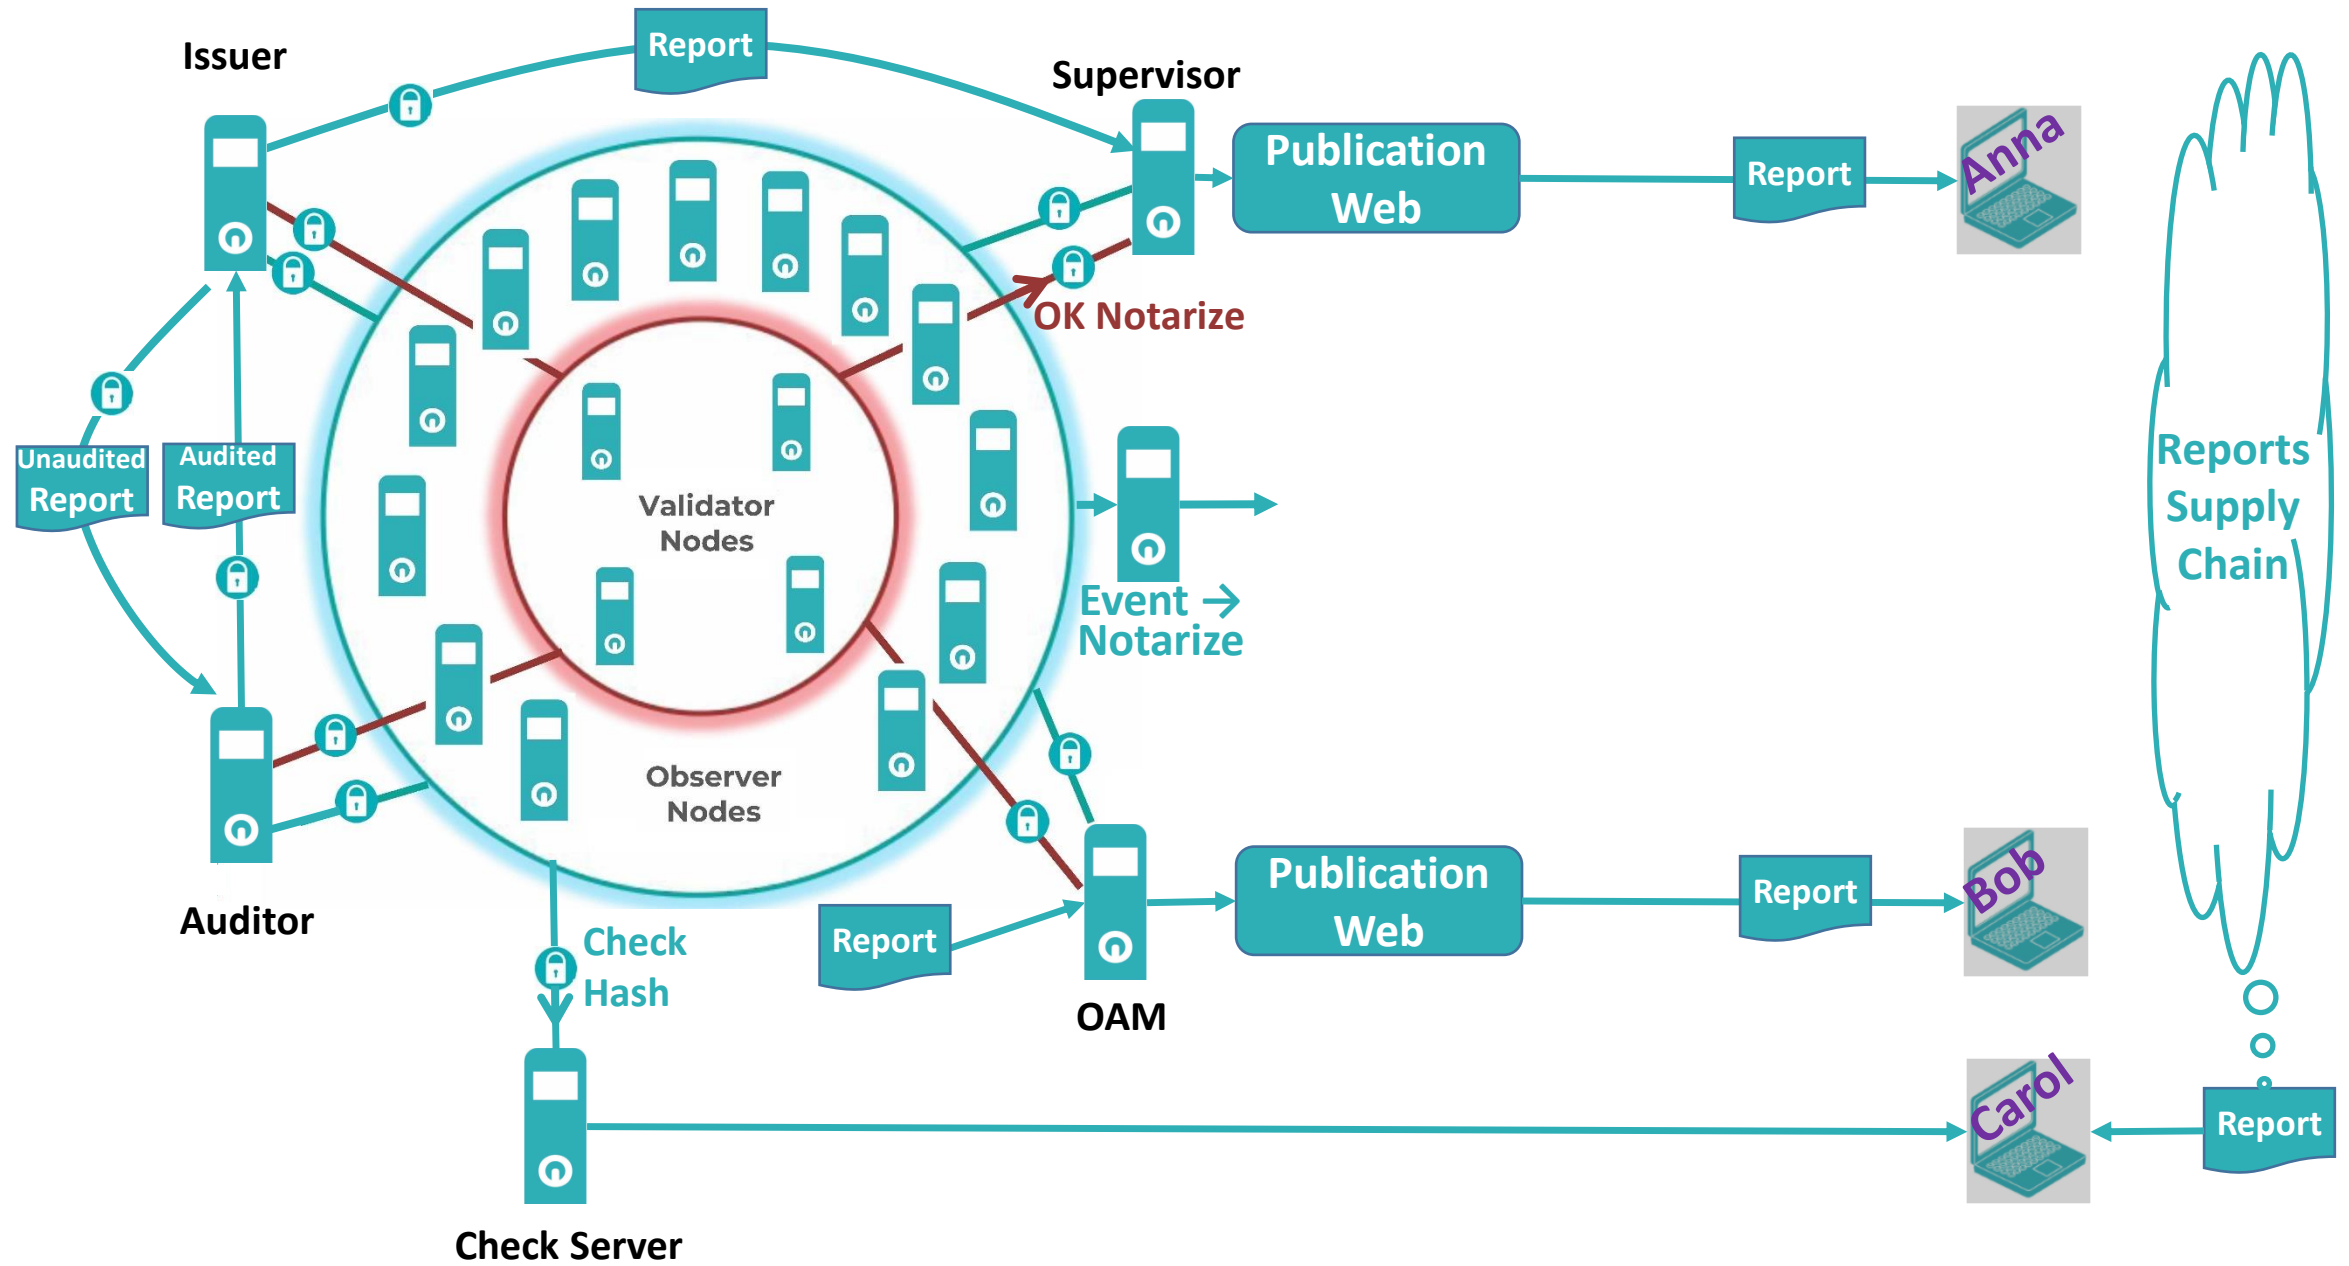 Issuer
Report
Supervisor
Publication
Web
Report
Anna
OK Notarize
Unaudited
Report
Audited
Report
Validator
Nodes
Event →
Notarize
Reports
Supply
Chain
Observer
Nodes
Auditor
Check
Hash
Report
OAM
Publication
Web
Report
Bob
Carol
Report
Check Server